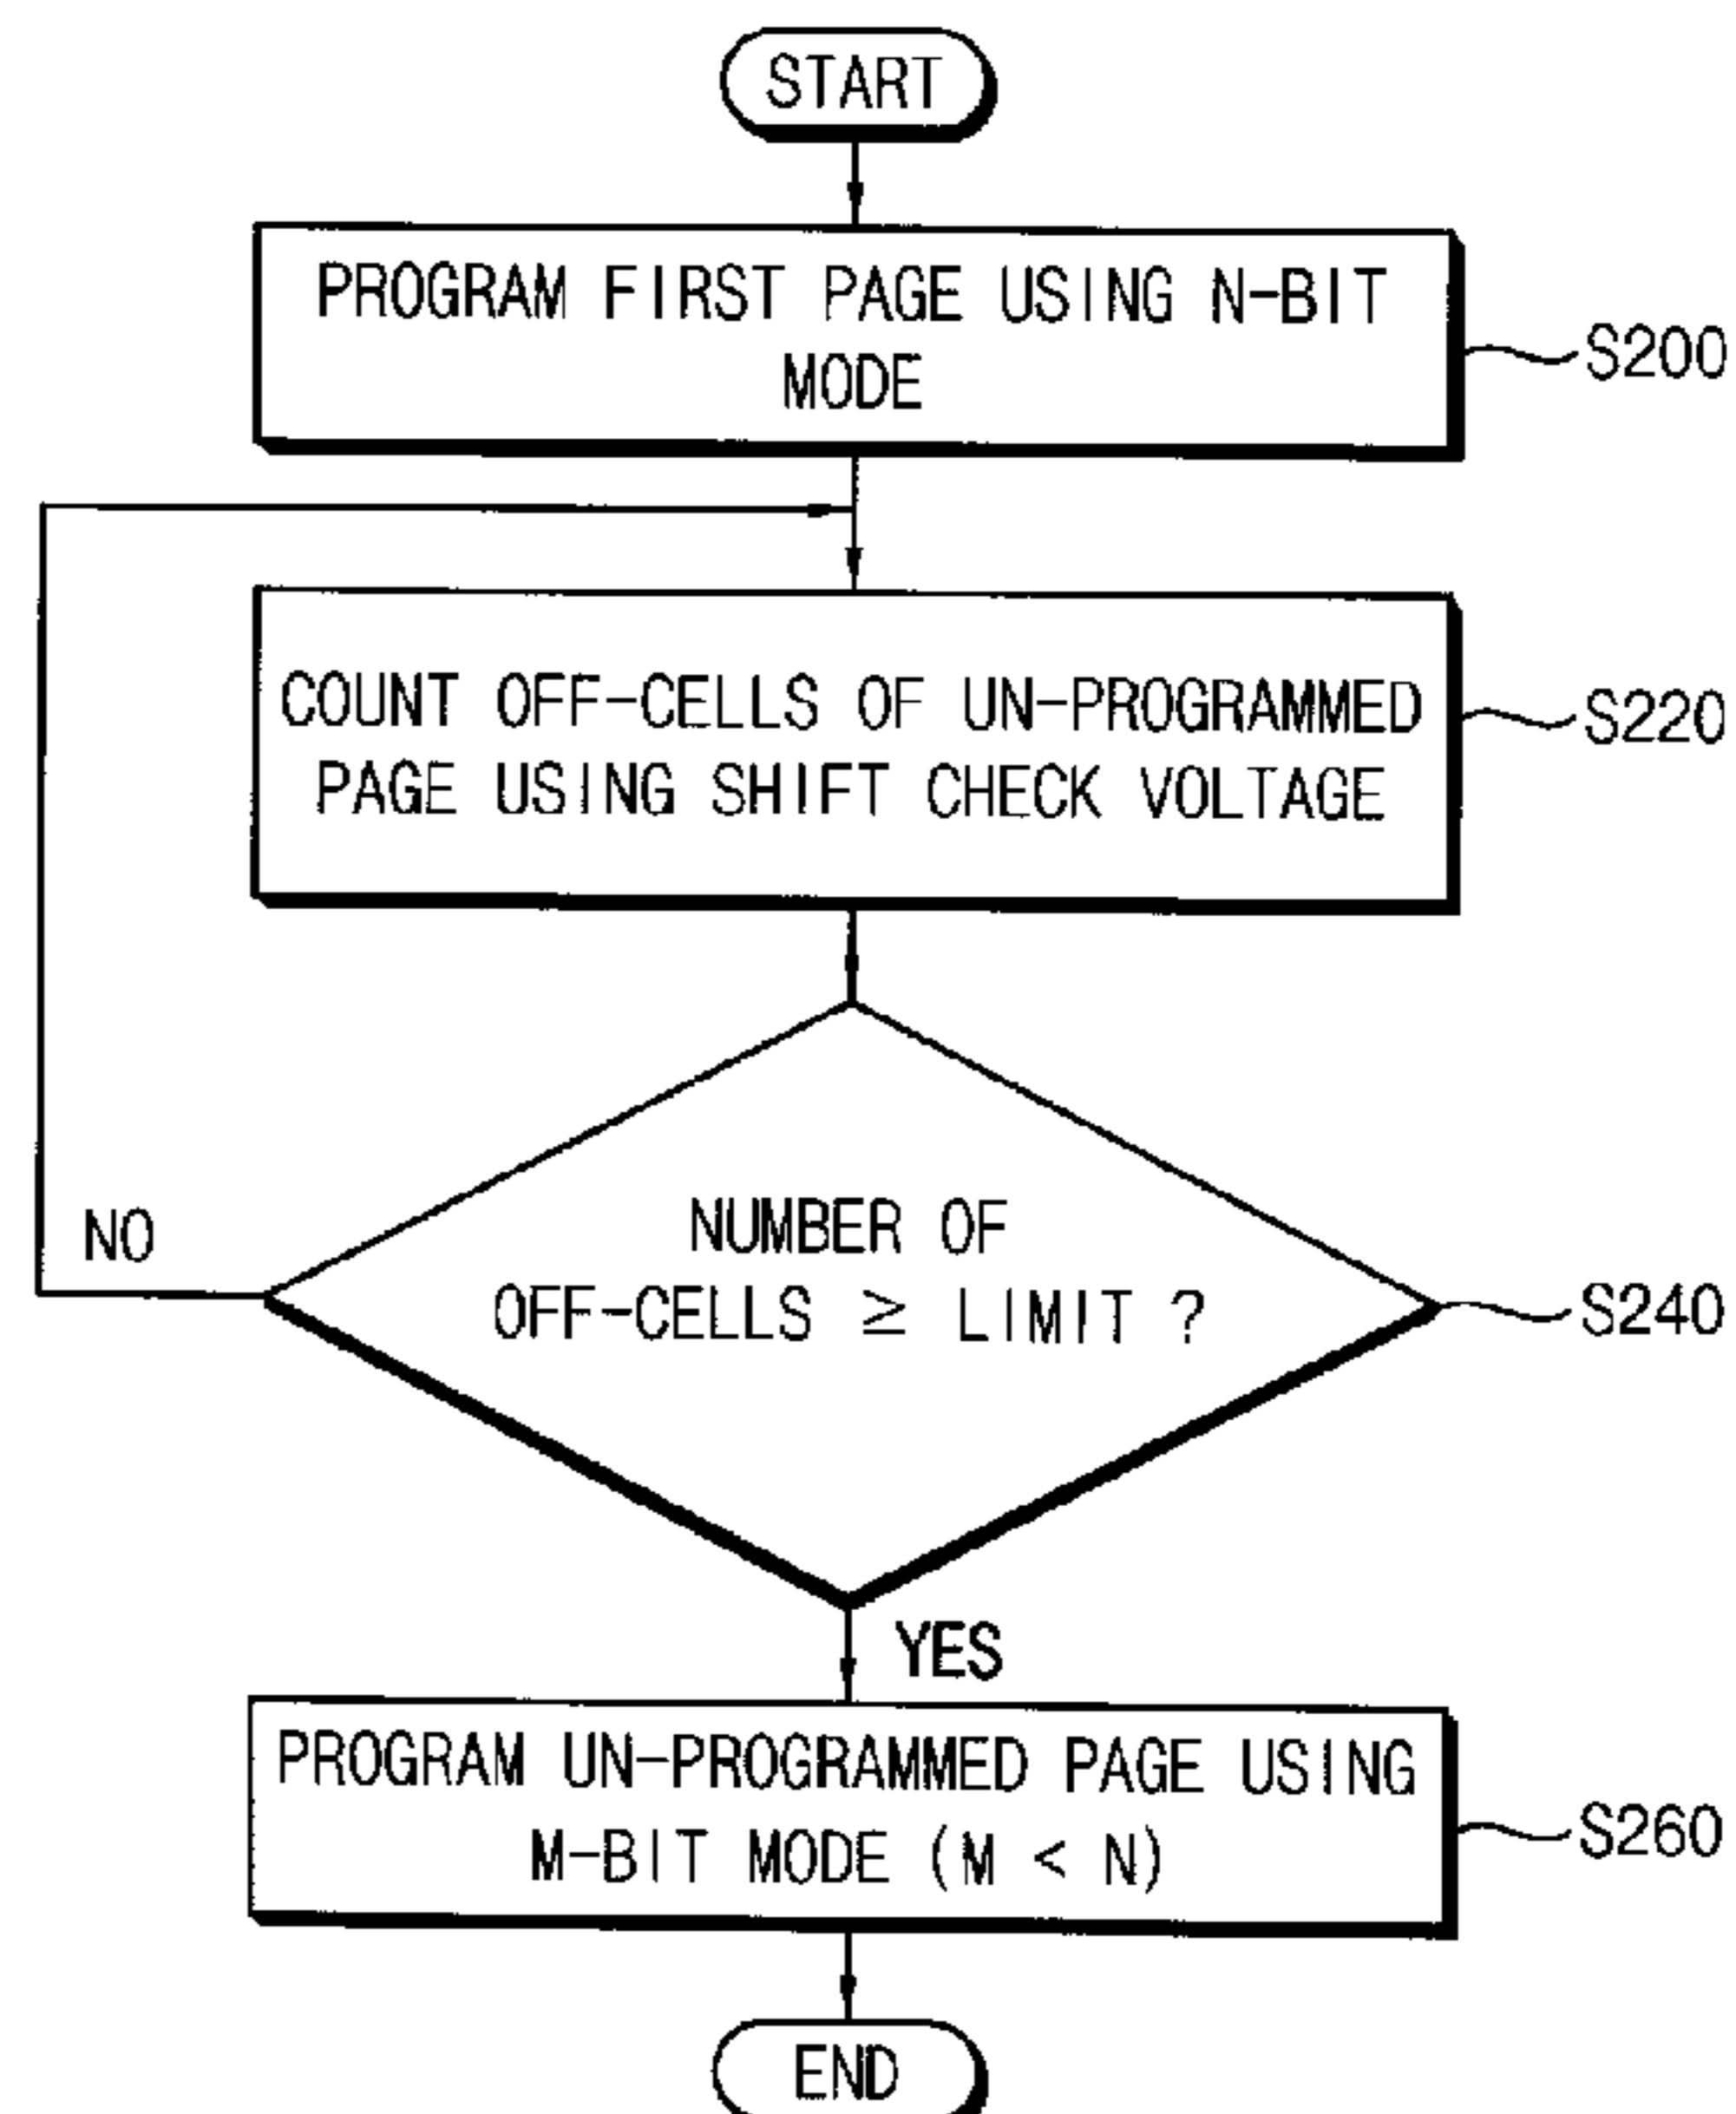 START
PROGRAM FIRST PAGE USING N-BIT
MODE
S200
COUNT OFF-CELLS OF UN-PROGRAMMED
PAGE USING SHIFT CHECK VOLTAGE
S220
NUMBER OF
OFF-CELLS ≥ LIMIT ?
S240
NO
YES
PROGRAM UN-PROGRAMMED PAGE USING
M-BIT MODE (M < N)
S260
END